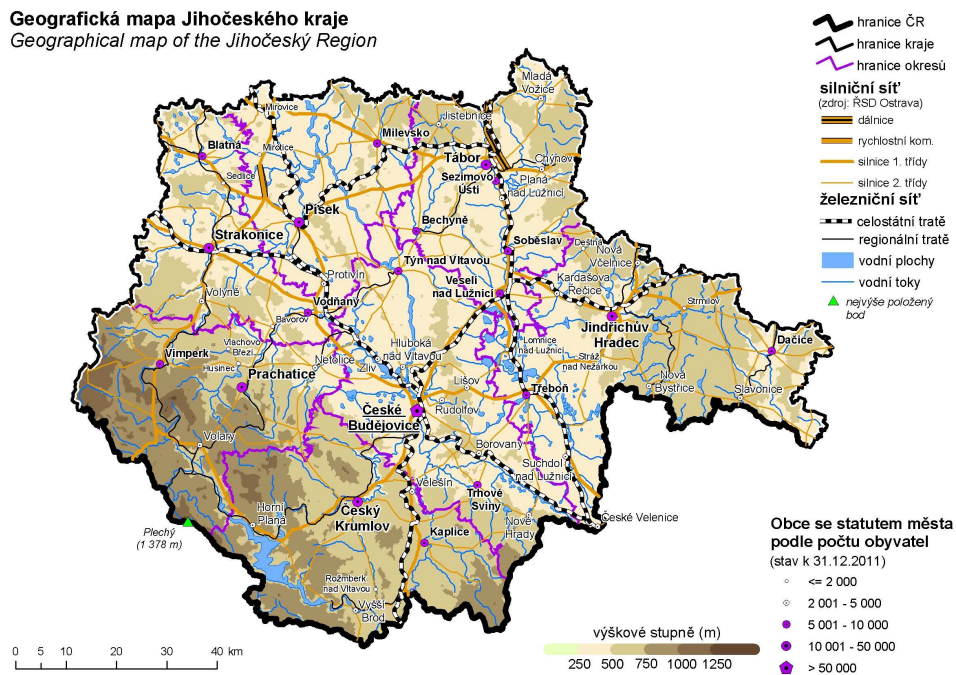 Geografická mapa Jihočeského kraje
Geographical map of the Jihočeský Region
hranice ČR
hranice kraje
hranice okresů
silniční síť
(zdroj: ŘSD Ostrava)
dálnice
rychlostní kom.
silnice 1. třídy
silnice 2. třídy
železniční síť
celostátní tratě
regionální tratě
vodní plochy
vodní toky
nejvýše položený
bod
Mladá
Vožice
Mirovice
Jistebnice
Milevsko
Blatná
Mirotice
Tábor
Chýnov
Sedlice
Sezimovo
Ústí
Planá
nad Lužnicí
Písek
Bechyně
Strakonice
Soběslav
Deštná
Nová
Včelnice
Týn nad Vltavou
Protivín
Kardašova
Řečice
Veselí
nad Lužnicí
Volyně
Vodňany
Strmilov
Bavorov
Jindřichův
Hradec
Vlachovo
Březí
Hluboká
nad Vltavou
Lomnice
nad Lužnicí
Dačice
Vimperk
Husinec
Netolice
Zliv
Stráž
nad Nežárkou
Prachatice
Lišov
Nová
Bystřice
Slavonice
Třeboň
České
Budějovice
Rudolfov
Volary
Borovany
Suchdol
nad Lužnicí
Velešín
Trhové
Sviny
Horní
Planá
Český
Krumlov
Nové
Hrady
České Velenice
Plechý
(1 378 m)
Kaplice
Rožmberk
nad Vltavou
Vyšší
Brod
Obce se statutem města
podle počtu obyvatel
(stav k 31.12.2011)
<= 2 000
2 001 - 5 000
5 001 - 10 000
10 001 - 50 000
> 50 000
výškové stupně (m)
250 500 750 1000 1250
0 5 10 20 30 40 km